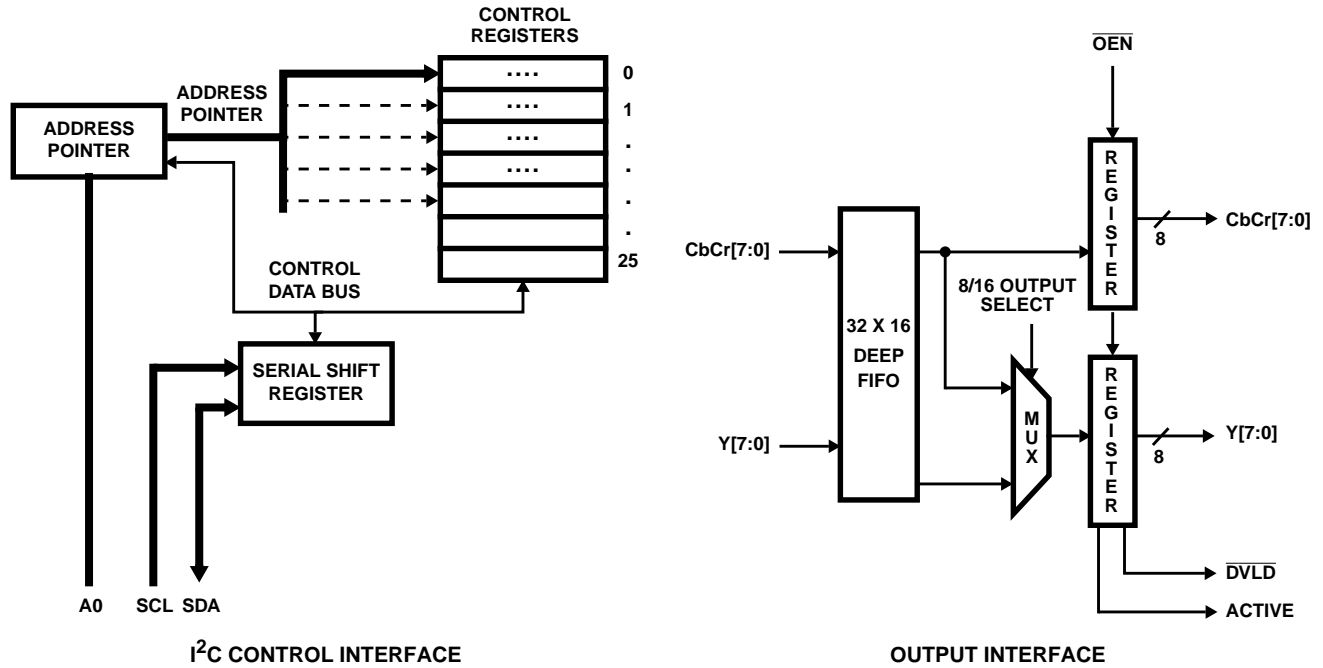 CONTROL
REGISTERS
....
0
ADDRESS
POINTER
....
1
ADDRESS
POINTER
....
.
....
.
.
.
25
CONTROL
DATA BUS
SERIAL SHIFT
REGISTER
A0
SCL
SDA
I²C CONTROL INTERFACE
OEN
REGISTER
8
CbCr[7:0]
CbCr[7:0]
8/16 OUTPUT
SELECT
32 X 16
DEEP
FIFO
MUX
REGISTER
Y[7:0]
8
Y[7:0]
DVLD
ACTIVE
OUTPUT INTERFACE